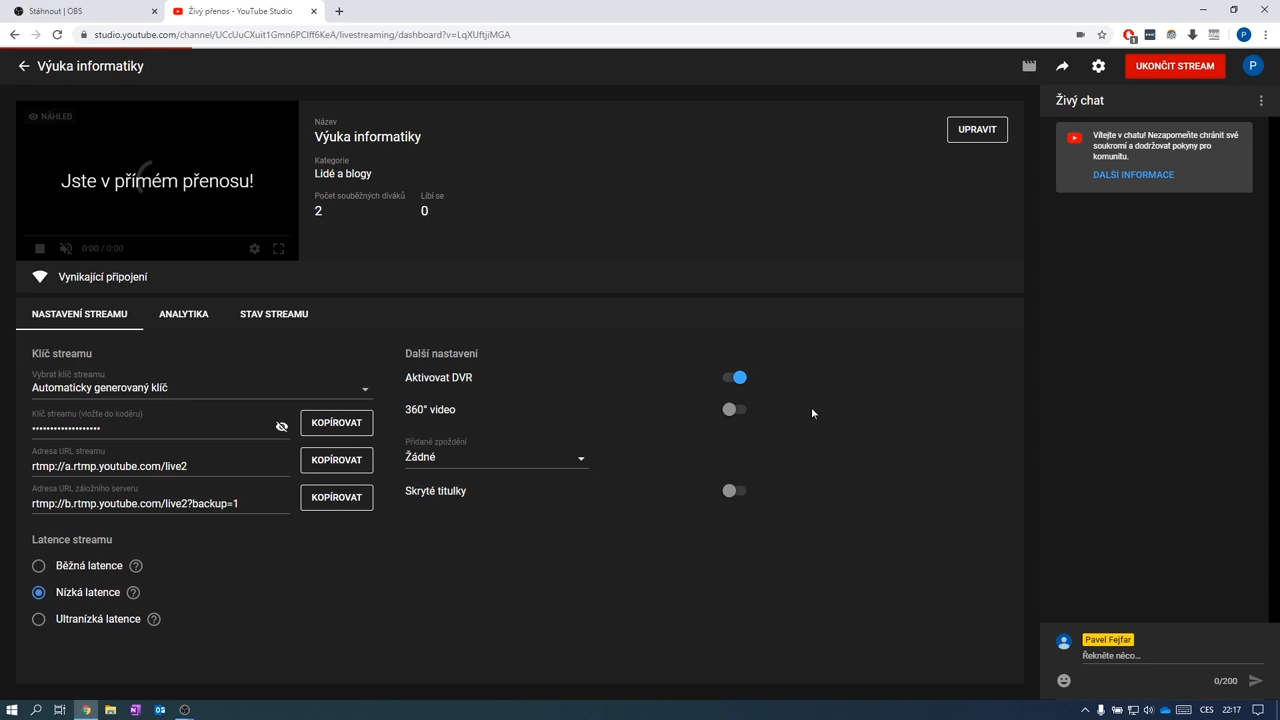 Stáhnout | OBS
Živý přenos - YouTube Studio
studio.youtube.com/channel/UCcUuCXuit1Gmn6PClff6KeA/livestreaming/dashboard?v=LqXUftjiMGA
1
P
Výuka informatiky
UKONČIT STREAM
P
NÁHLED
Jste v přímém přenosu!
0:00 / 0:00
Název
Výuka informatiky
UPRAVIT
Kategorie
Lidé a blogy
Počet souběžných diváků
Líbí se
2
0
Vynikající připojení
NASTAVENÍ STREAMU
ANALYTIKA
STAV STREAMU
Klíč streamu
Vybrat klíč streamu
Automaticky generovaný klíč
Klíč streamu (vložte do kodéru)
••••••••••••••••••• 
KOPÍROVAT
Adresa URL streamu
rtmp://a.rtmp.youtube.com/live2
KOPÍROVAT
Adresa URL záložního serveru
rtmp://b.rtmp.youtube.com/live2?backup=1
KOPÍROVAT
Latence streamu
Běžná latence
Nízká latence
Ultranízká latence
Další nastavení
Aktivovat DVR
360° video
Přidané zpoždění
Žádné
Skryté titulky
Živý chat
Vítejte v chatu! Nezapomeňte chránit své
soukromí a dodržovat pokyny pro
komunitu.
DALŠÍ INFORMACE
Pavel Fejfar
Řekněte něco...
0/200
CES
22:17